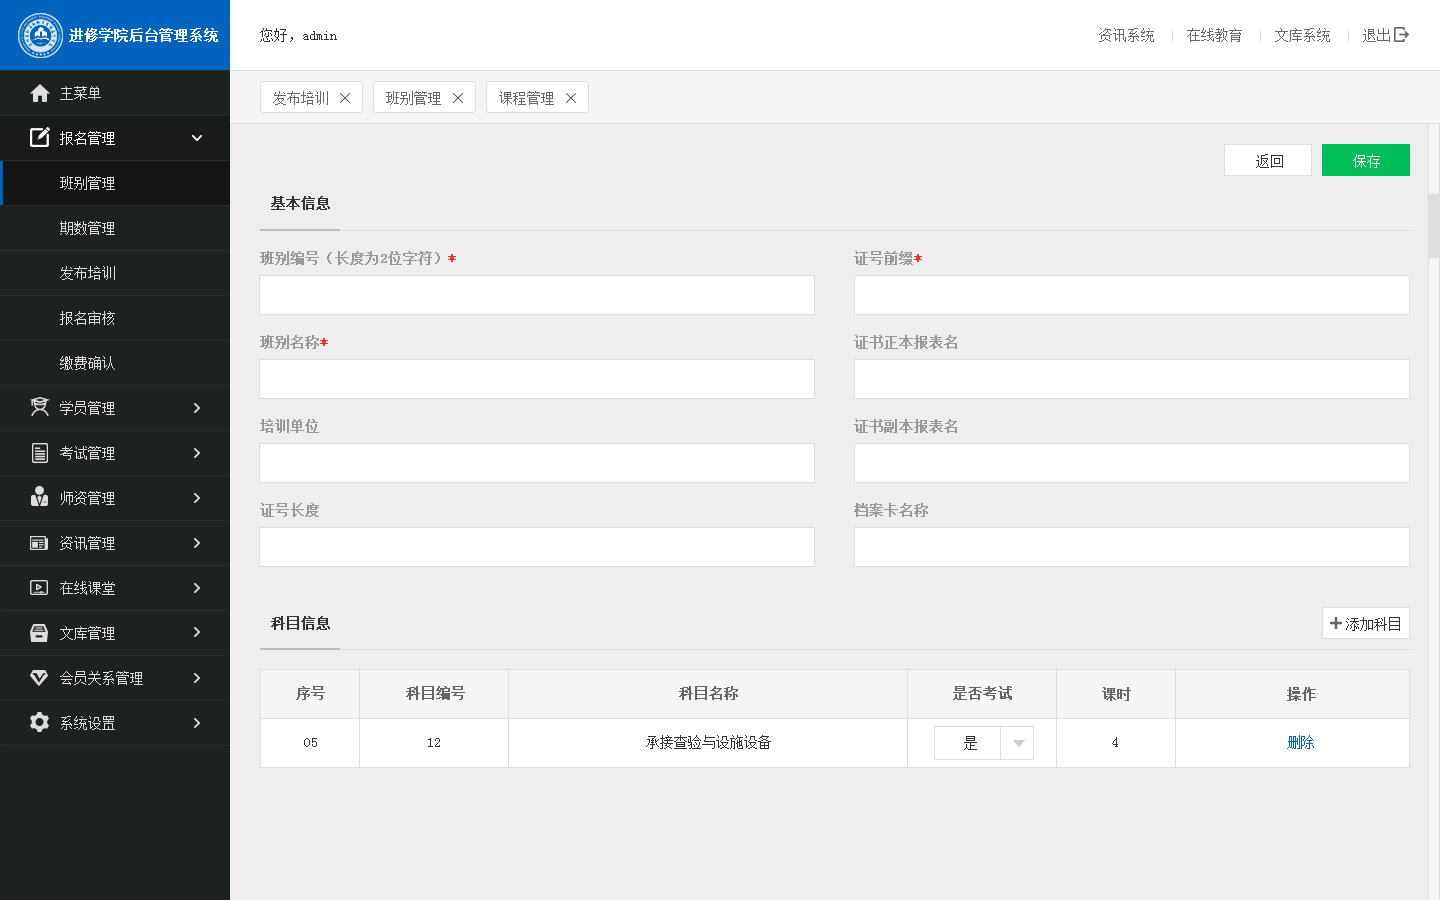 进修学院后台管理系统
您好，admin
资讯系统
在线教育
文库系统
退出
主菜单
报名管理
班别管理
期数管理
发布培训
报名审核
缴费确认
学员管理
考试管理
师资管理
资讯管理
在线课堂
文库管理
会员关系管理
系统设置
发布培训
班别管理
课程管理
返回
保存
基本信息
班别编号（长度为2位字符）*
证号前缀*
班别名称*
证书正本报表名
培训单位
证书副本报表名
证号长度
档案卡名称
科目信息
添加科目
序号 科目编号 科目名称 是否考试 课时 操作
05 12 承接查验与设施设备 是 4 删除